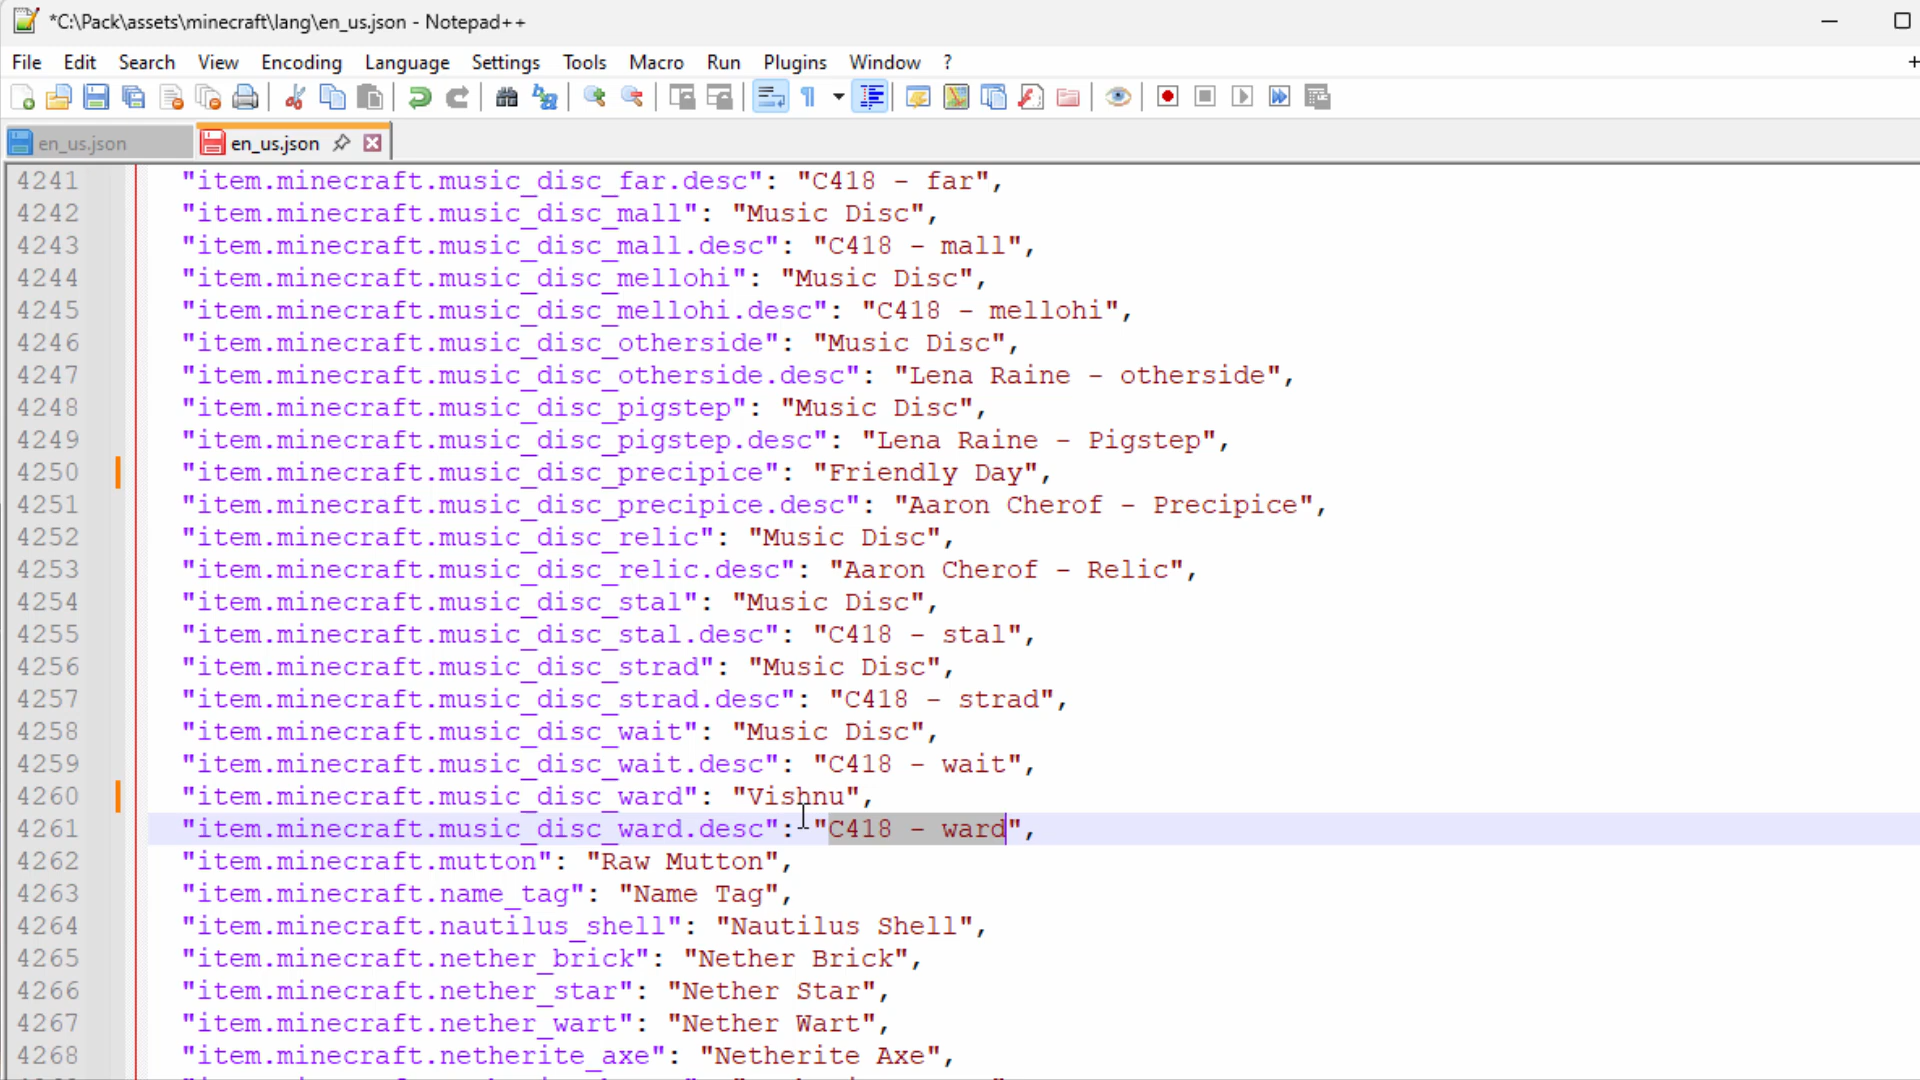 *C:\Pack\assets\minecraft\lang\en_us.json - Notepad++
File Edit Search View Encoding Language Settings Tools Macro Run Plugins Window ?
en_us.json en_us.json
4241 "item.minecraft.music_disc_far.desc": "C418 - far",
4242 "item.minecraft.music_disc_mall": "Music Disc",
4243 "item.minecraft.music_disc_mall.desc": "C418 - mall",
4244 "item.minecraft.music_disc_mellohi": "Music Disc",
4245 "item.minecraft.music_disc_mellohi.desc": "C418 - mellohi",
4246 "item.minecraft.music_disc_otherside": "Music Disc",
4247 "item.minecraft.music_disc_otherside.desc": "Lena Raine - otherside",
4248 "item.minecraft.music_disc_pigstep": "Music Disc",
4249 "item.minecraft.music_disc_pigstep.desc": "Lena Raine - Pigstep",
4250 "item.minecraft.music_disc_precipice": "Friendly Day",
4251 "item.minecraft.music_disc_precipice.desc": "Aaron Cherof - Precipice",
4252 "item.minecraft.music_disc_relic": "Music Disc",
4253 "item.minecraft.music_disc_relic.desc": "Aaron Cherof - Relic",
4254 "item.minecraft.music_disc_stal": "Music Disc",
4255 "item.minecraft.music_disc_stal.desc": "C418 - stal",
4256 "item.minecraft.music_disc_strad": "Music Disc",
4257 "item.minecraft.music_disc_strad.desc": "C418 - strad",
4258 "item.minecraft.music_disc_wait": "Music Disc",
4259 "item.minecraft.music_disc_wait.desc": "C418 - wait",
4260 "item.minecraft.music_disc_ward": "Vishnu",
4261 "item.minecraft.music_disc_ward.desc": "C418 - ward",
4262 "item.minecraft.mutton": "Raw Mutton",
4263 "item.minecraft.name_tag": "Name Tag",
4264 "item.minecraft.nautilus_shell": "Nautilus Shell",
4265 "item.minecraft.nether_brick": "Nether Brick",
4266 "item.minecraft.nether_star": "Nether Star",
4267 "item.minecraft.nether_wart": "Nether Wart",
4268 "item.minecraft.netherite_axe": "Netherite Axe",